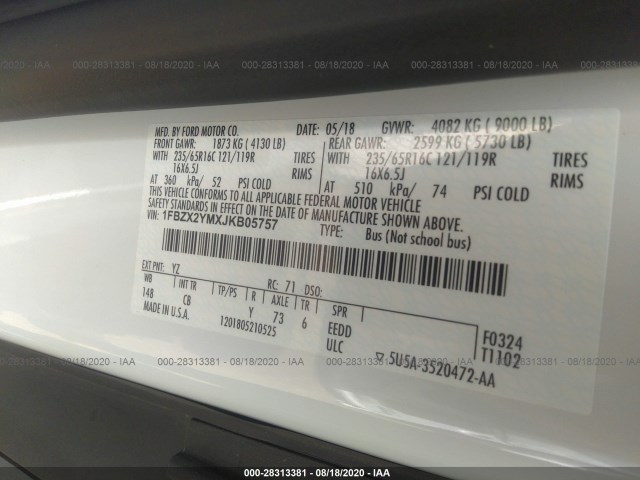 000-28313381 - 08/18/2020 - IAA
MFD. BY FORD MOTOR CO. DATE: 05/18 GVWR: 4082 KG ( 9000 LB)
FRONT GAWR: 1873 KG ( 4130 LB) REAR GAWR: 2599 KG ( 5730 LB)
WITH 235/65R16C 121/119R TIRES WITH 235/65R16C 121/119R TIRES
16X6.5J RIMS 16X6.5J RIMS
AT 360 kPa/ 52 PSI COLD AT 510 kPa/ 74 PSI COLD
THIS VEHICLE CONFORMS TO ALL APPLICABLE FEDERAL MOTOR VEHICLE
SAFETY STANDARDS IN EFFECT ON THE DATE OF MANUFACTURE SHOWN ABOVE.
VIN: 1FBZX2YMXJKB05757 TYPE: Bus (Not school bus)
EXT PNT: YZ RC: 71 DSO:
WB INT TR TP/PS R AXLE TR SPR
148 CB Y 73 6 EEDD F0324
MADE IN U.S.A. 1201805210525 ULC T1102
5U5A-3520472-AA
000-28313381 - 08/18/2020 - IAA